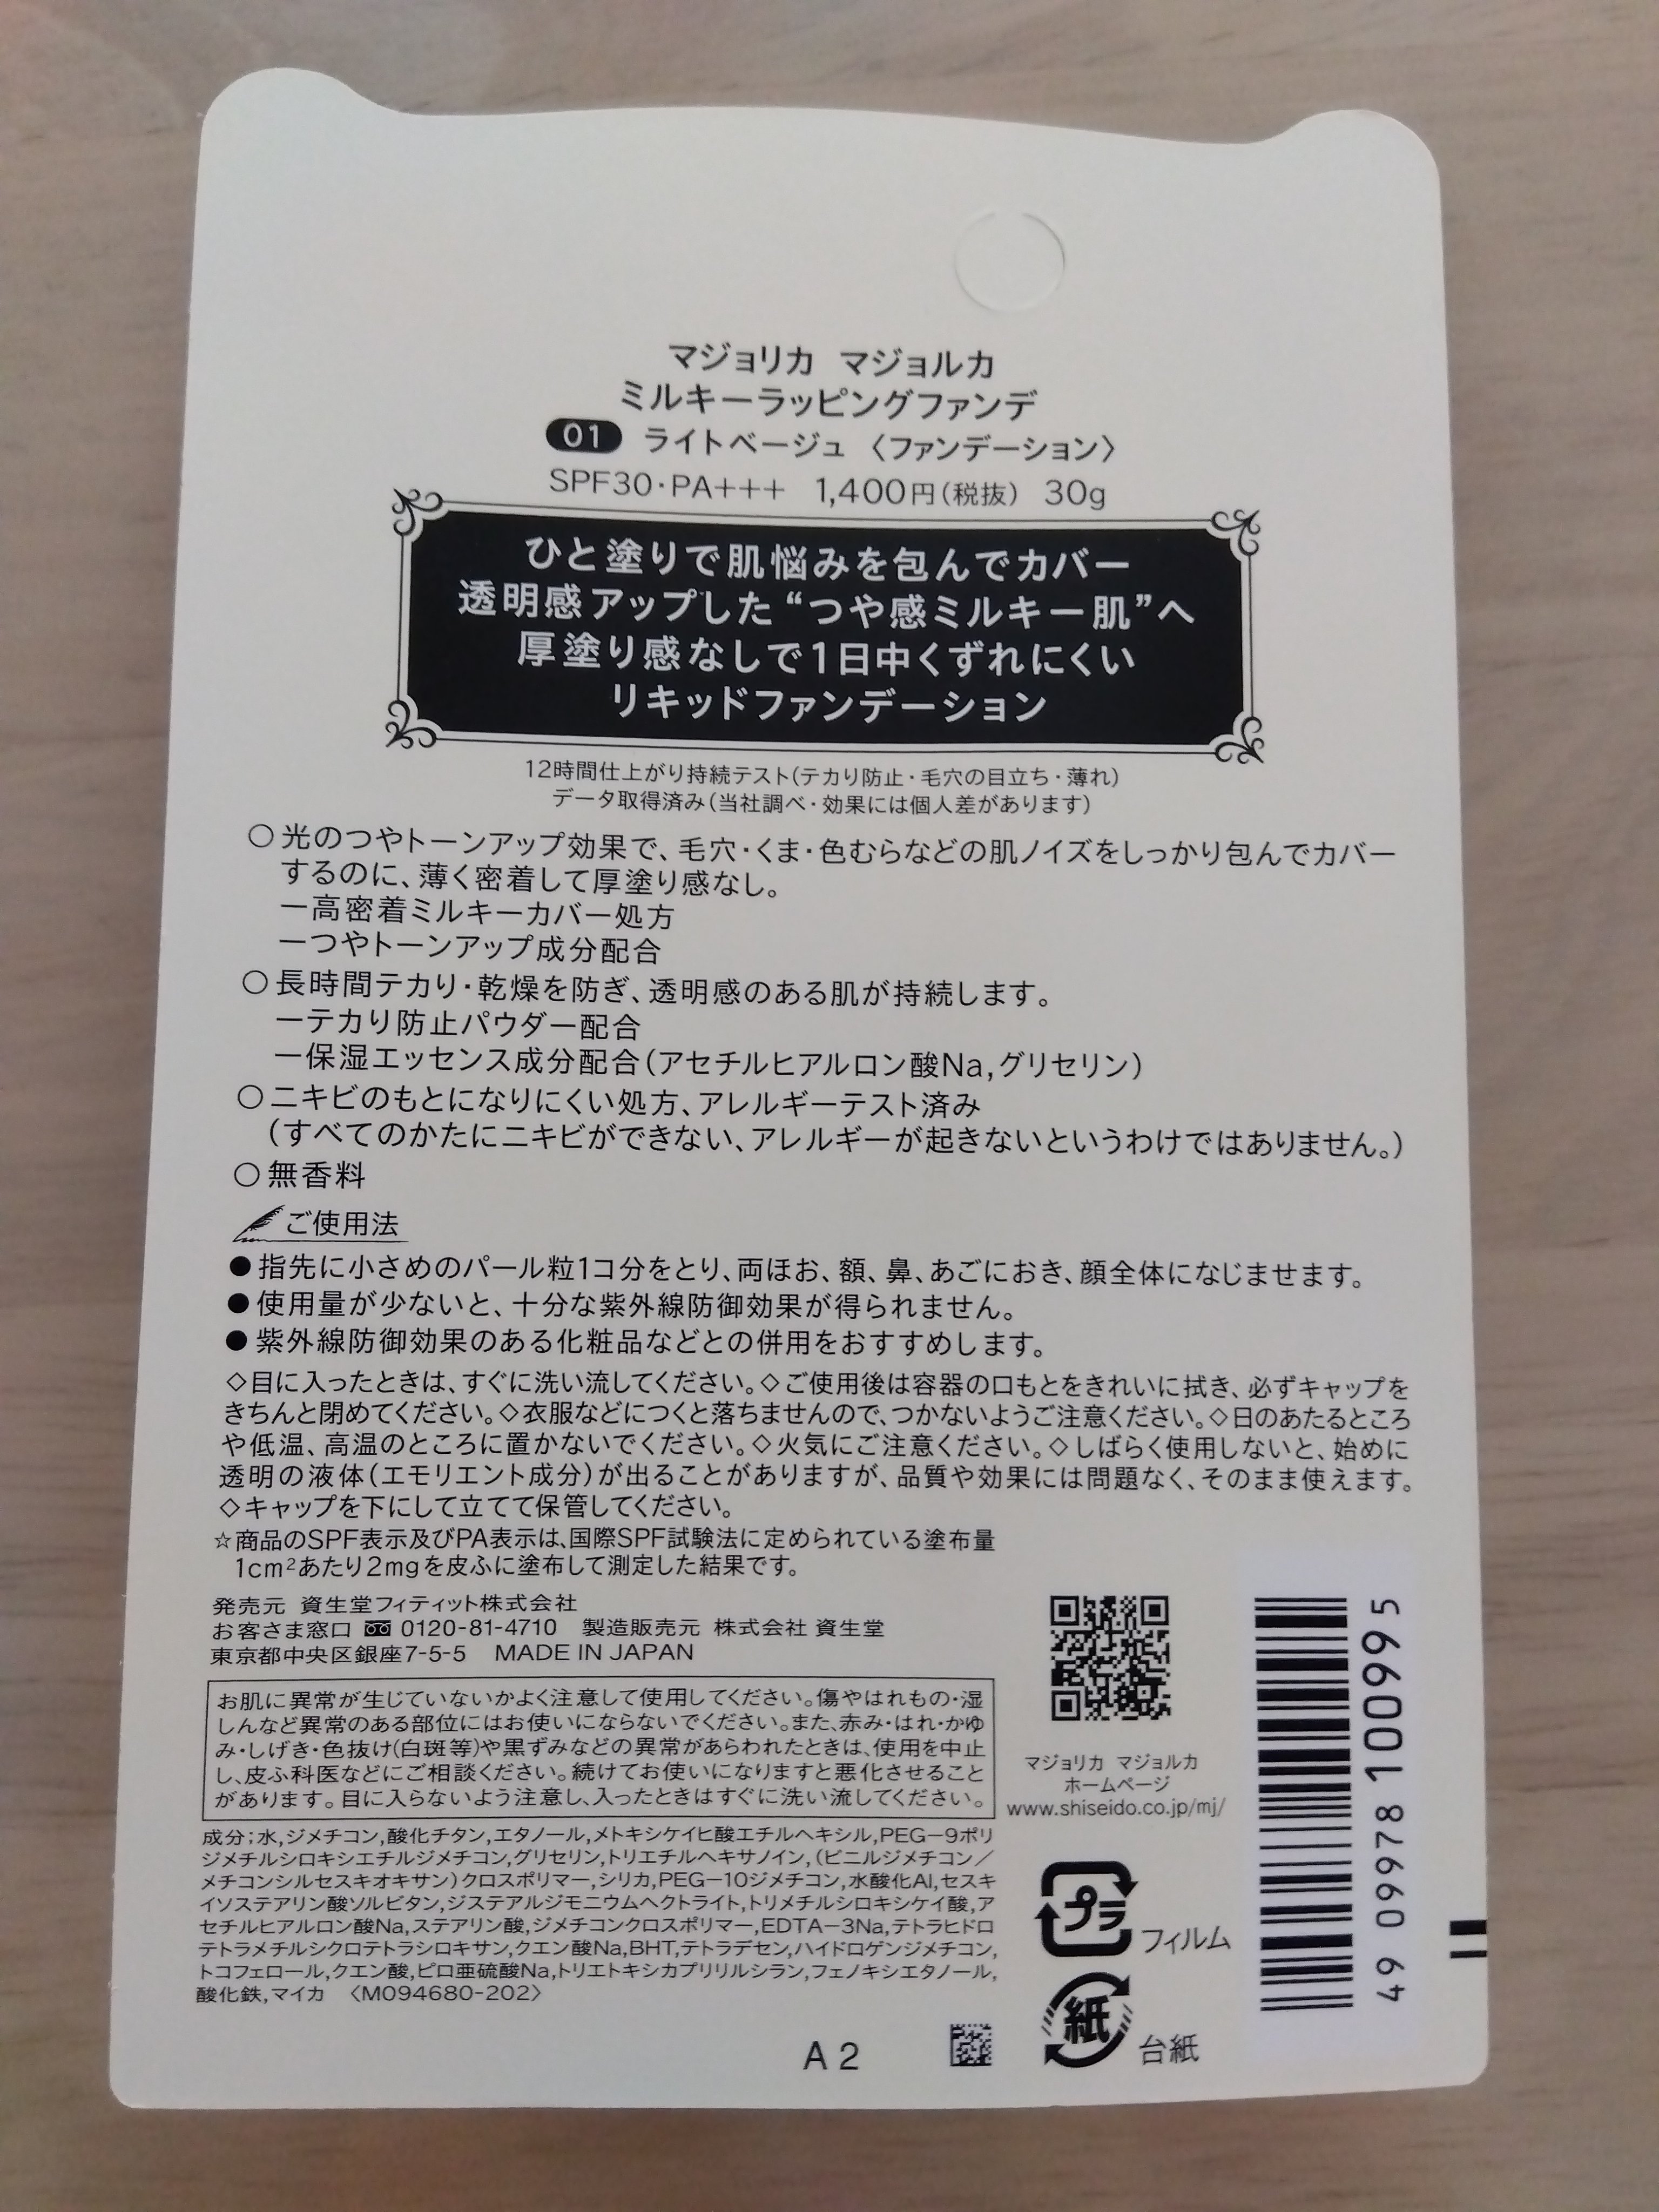 マジョリカ マジョルカ
ミルキーラッピングファンデ
01 ライトベージュ 〈ファンデーション〉
SPF30・PA+++ 1,400円(税抜) 30g
ひと塗りで肌悩みを包んでカバー
透明感アップした“つや感ミルキー肌”へ
厚塗り感なしで1日中くずれにくい
リキッドファンデーション
12時間仕上がり持続テスト(テカり防止・毛穴の目立ち・薄れ)
データ取得済み(当社調べ・効果には個人差があります)
○光のつやトーンアップ効果で、毛穴・くま・色むらなどの肌ノイズをしっかり包んでカバー
するのに、薄く密着して厚塗り感なし。
ー高密着ミルキーカバー処方
ーつやトーンアップ成分配合
○長時間テカり・乾燥を防ぎ、透明感のある肌が持続します。
ーテカり防止パウダー配合
ー保湿エッセンス成分配合(アセチルヒアルロン酸Na,グリセリン)
○ニキビのもとになりにくい処方、アレルギーテスト済み
(すべてのかたにニキビができない、アレルギーが起きないというわけではありません。)
○無香料
ご使用法
●指先に小さめのパール粒1コ分をとり、両ほお、額、鼻、あごにおき、顔全体になじませます。
●使用量が少ないと、十分な紫外線防御効果が得られません。
●紫外線防御効果のある化粧品などとの併用をおすすめします。
◇目に入ったときは、すぐに洗い流してください。◇ご使用後は容器の口もとをきれいに拭き、必ずキャップを
きちんと閉めてください。◇衣服などにつくと落ちませんので、つかないようご注意ください。◇日のあたるところ
や低温、高温のところに置かないでください。◇火気にご注意ください。◇しばらく使用しないと、始めに
透明の液体(エモリエント成分)が出ることがありますが、品質や効果には問題なく、そのまま使えます。
◇キャップを下にして立てて保管してください。
☆商品のSPF表示及びPA表示は、国際SPF試験法に定められている塗布量
1cm²あたり2mgを皮ふに塗布して測定した結果です。
発売元 資生堂フィティット株式会社
お客さま窓口 0120-81-4710 製造販売元 株式会社 資生堂
東京都中央区銀座7-5-5 MADE IN JAPAN
お肌に異常が生じていないかよく注意して使用してください。傷やはれもの・湿
しんなど異常のある部位にはお使いにならないでください。また、赤み・はれ・かゆ
み・しげき・色抜け(白斑等)や黒ずみなどの異常があらわれたときは、使用を中止
し、皮ふ科医などにご相談ください。続けてお使いになりますと悪化させること
があります。目に入らないよう注意し、入ったときはすぐに洗い流してください。
成分;水,ジメチコン,酸化チタン,エタノール,メトキシケイヒ酸エチルヘキシル,PEG-9ポリ
ジメチルシロキシエチルジメチコン,グリセリン,トリエチルヘキサノイン,(ビニルジメチコン/
メチコンシルセスキオキサン)クロスポリマー,シリカ,PEG-10ジメチコン,水酸化Al,セスキ
イソステアリン酸ソルビタン,ジステアルジモニウムヘクトライト,トリメチルシロキシケイ酸,ア
セチルヒアルロン酸Na,ステアリン酸,ジメチコンクロスポリマー,EDTA-3Na,テトラヒドロ
テトラメチルシクロテトラシロキサン,クエン酸Na,BHT,テトラデセン,ハイドロゲンジメチコン,
トコフェロール,クエン酸,ピロ亜硫酸Na,トリエトキシカプリリルシラン,フェノキシエタノール,
酸化鉄,マイカ 〈M094680-202〉
A2
マジョリカ マジョルカ
ホームページ
www.shiseido.co.jp/mj/
プラ フィルム
紙 台紙
49 09978 100995